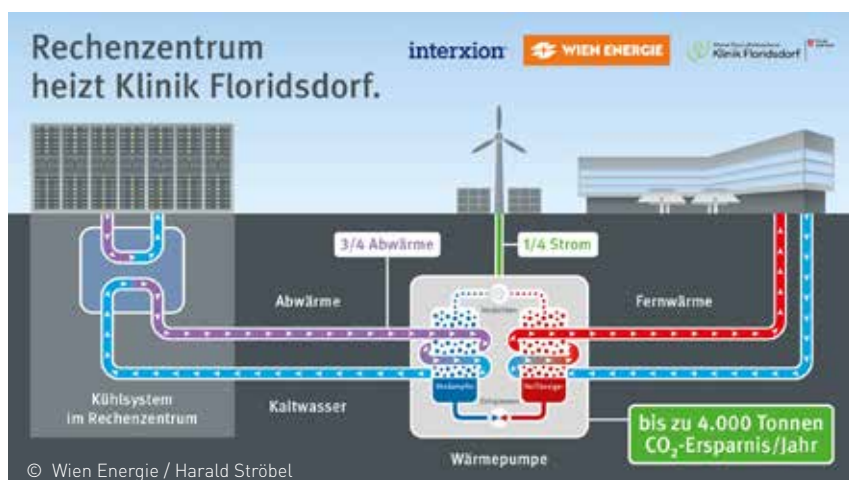 Rechenzentrum
heizt Klinik Floridsdorf.
interxion
WIEN ENERGIE
Klinik Floridsdorf
3/4 Abwärme
1/4 Strom
Abwärme
Fernwärme
Verdampfer
Verflüssiger
Kühlsystem
im Rechenzentrum
Kaltwasser
Wärmepumpe
bis zu 4.000 Tonnen
CO₂-Ersparnis/Jahr
© Wien Energie / Harald Ströbel